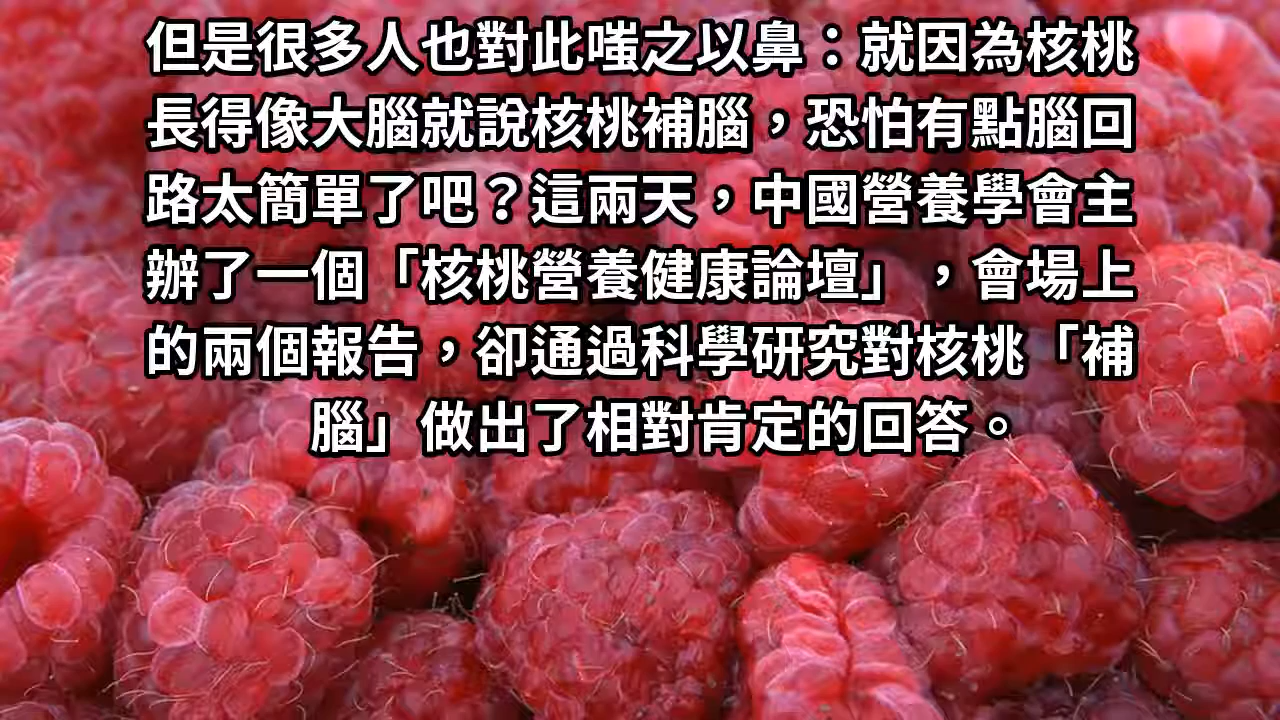 但是很多人也對此嗤之以鼻：就因為核桃
長得像大腦就說核桃補腦，恐怕有點腦回
路太簡單了吧？這兩天，中國營養學會主
辦了一個「核桃營養健康論壇」，會場上
的兩個報告，卻通過科學研究對核桃「補
腦」做出了相對肯定的回答。